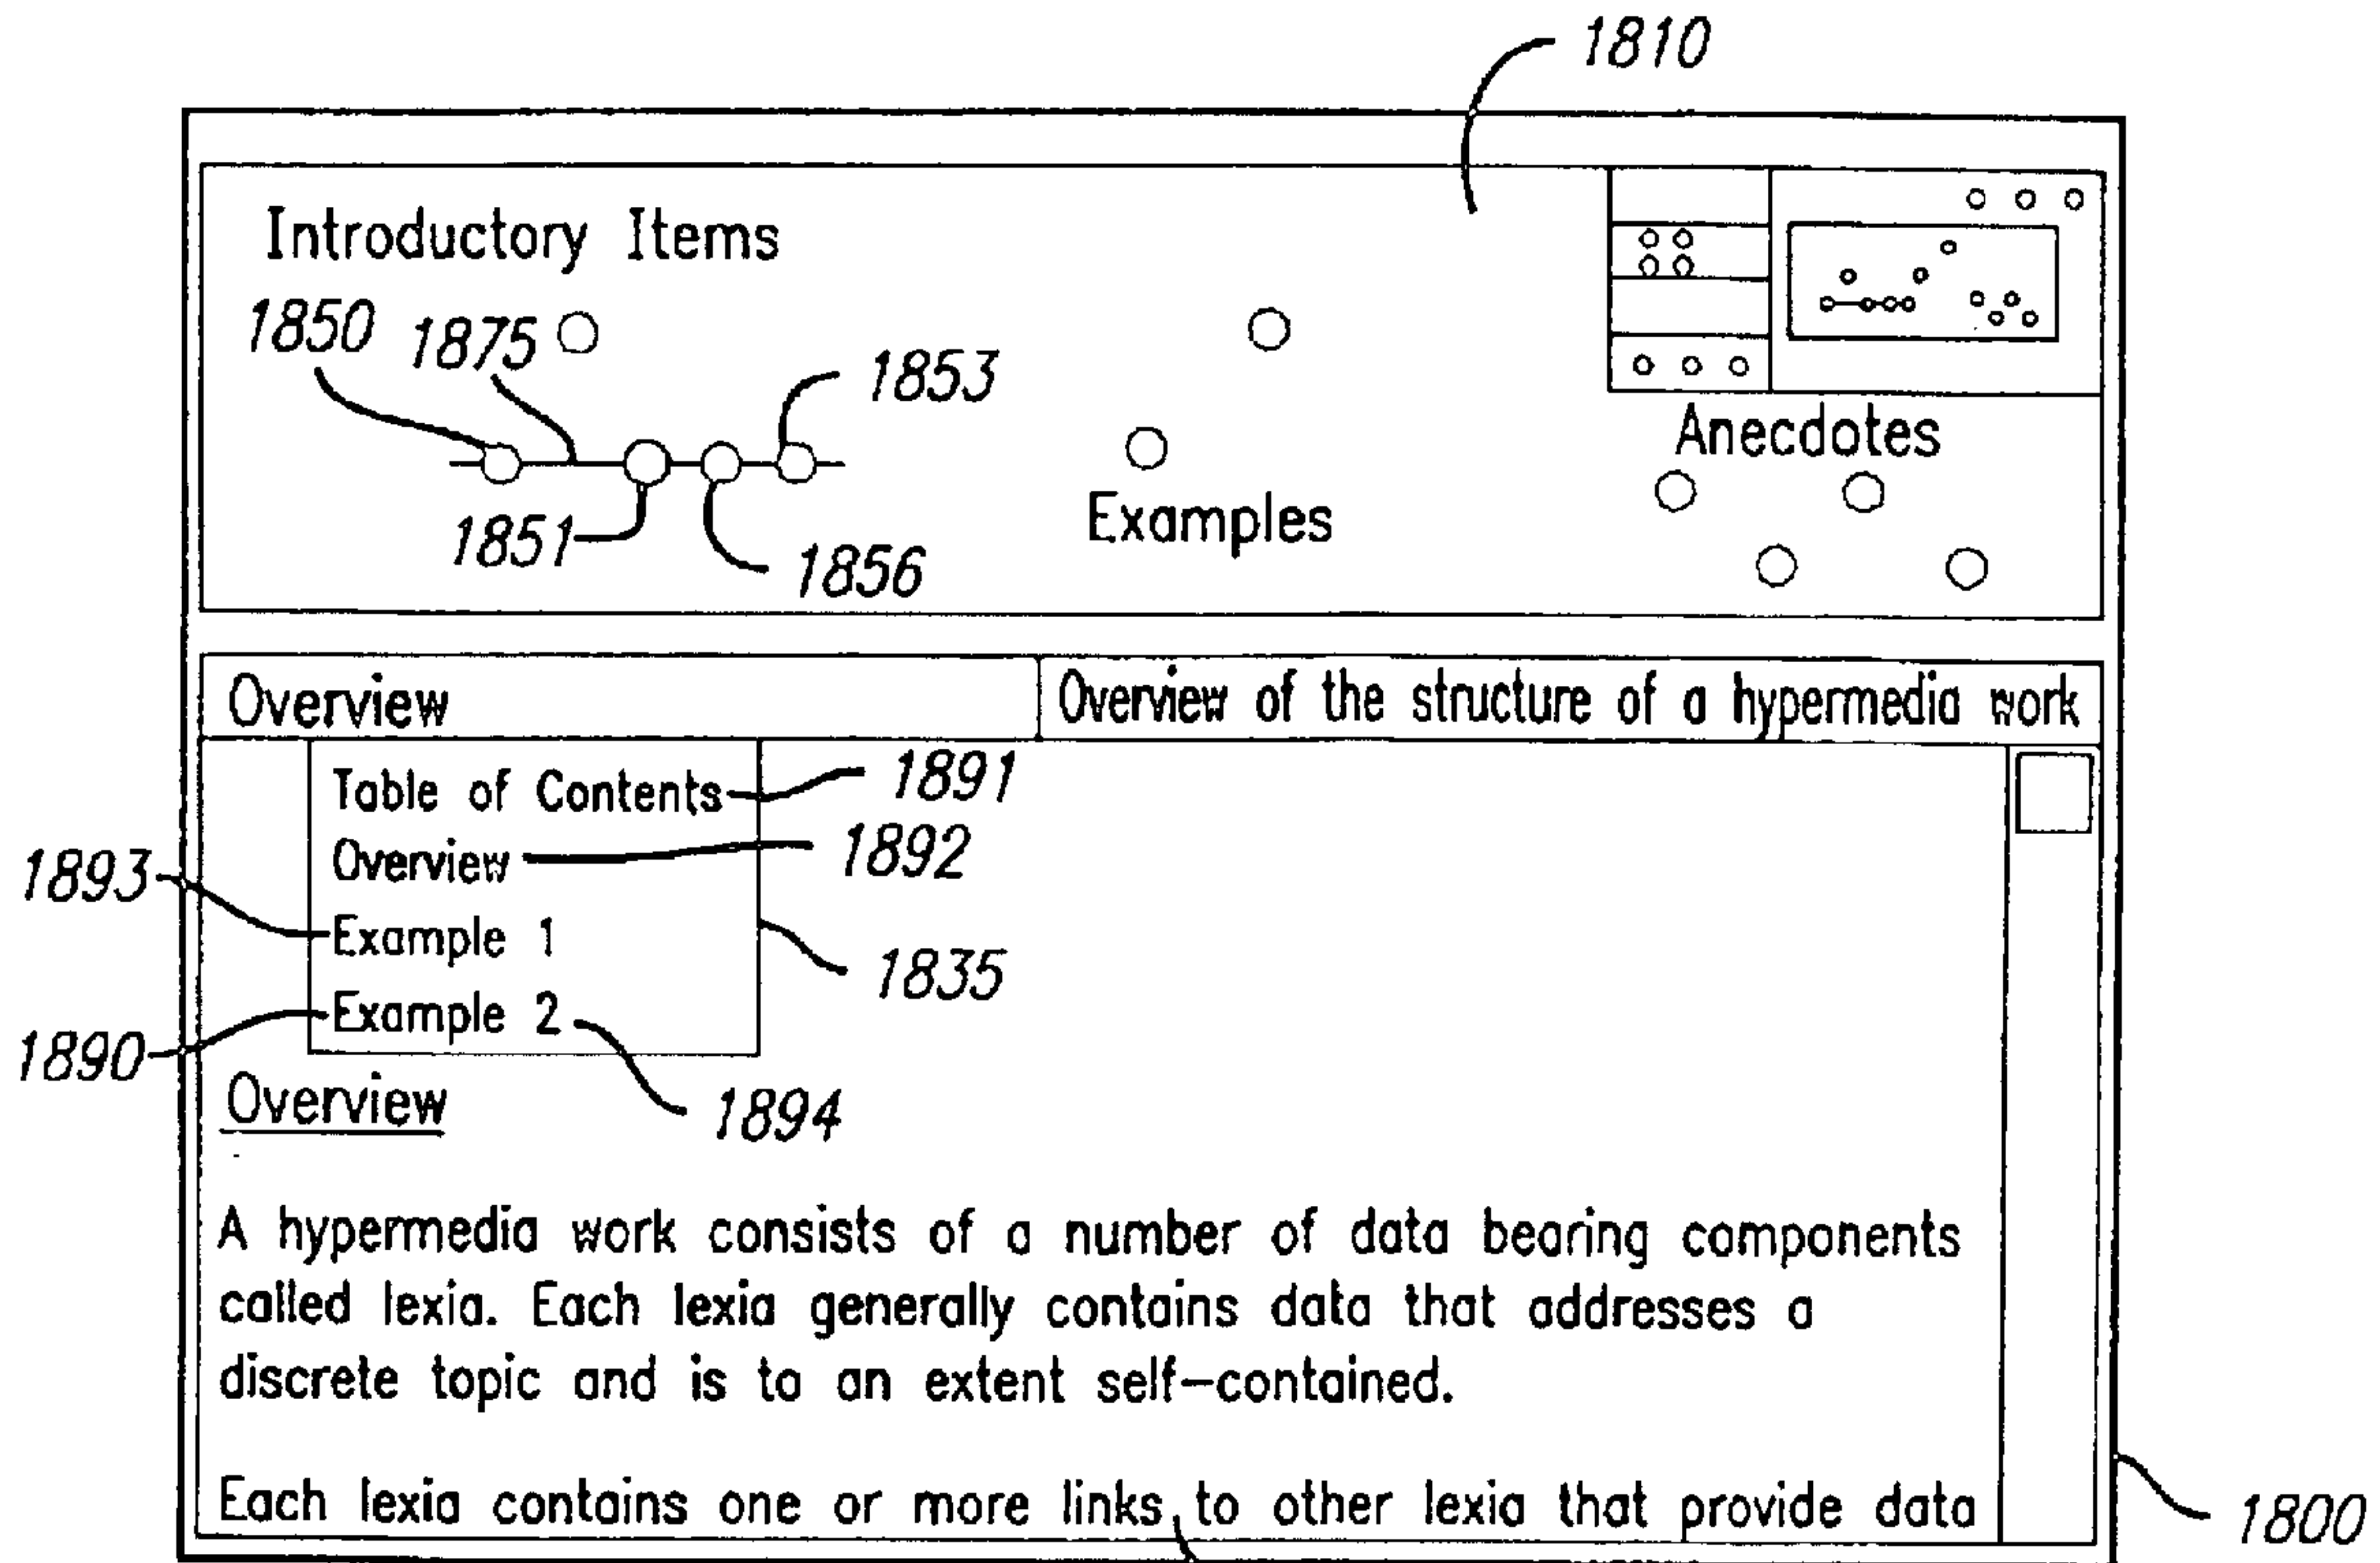 1810
Introductory Items
1850
1875
1853
Anecdotes
1851
1856
Examples
Overview
Overview of the structure of a hypermedia work
Table of Contents
1891
Overview
1892
1893
Example 1
1835
Example 2
1890
1894
Overview
A hypermedia work consists of a number of data bearing components
called lexia. Each lexia generally contains data that addresses a
discrete topic and is to an extent self-contained.
Each lexia contains one or more links to other lexia that provide data
1800